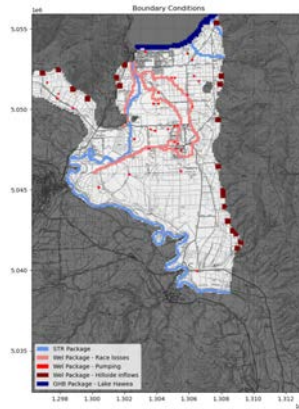 Boundary Conditions
1e6
5.055
5.050
5.045
5.040
5.035
STR Package
Wel Package - Race losses
Wel Package - Pumping
Wel Package - Hillside inflows
GHB Package - Lake Hawea
1.298 1.300 1.302 1.304 1.306 1.308 1.310 1.312